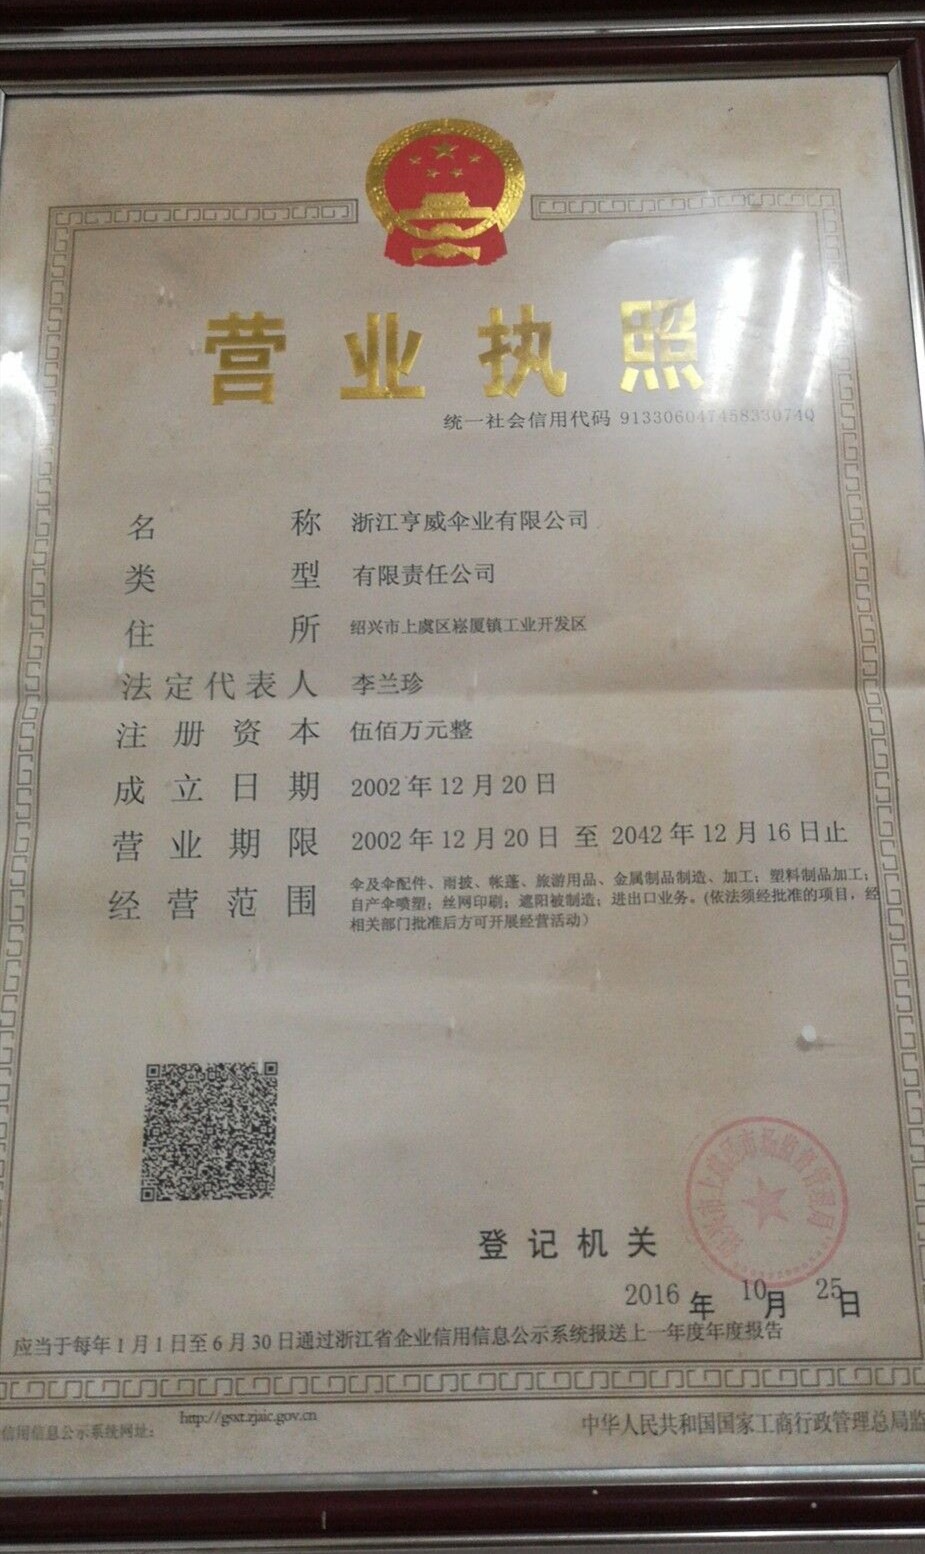 营业执照
统一社会信用代码 91330604745833074Q
名称 浙江亨威伞业有限公司
类型 有限责任公司
住所 绍兴市上虞区崧厦镇工业开发区
法定代表人 李兰珍
注册资本 伍佰万元整
成立日期 2002年12月20日
营业期限 2002年12月20日 至 2042年12月16日止
经营范围 伞及伞配件、雨披、帐蓬、旅游用品、金属制品制造、加工；塑料制品加工；
自产伞喷塑；丝网印刷；遮阳被制造；进出口业务。(依法须经批准的项目，经
相关部门批准后方可开展经营活动)
登记机关
2016年10月25日
应当于每年1月1日至6月30日通过浙江省企业信用信息公示系统报送上一年度年度报告
信用信息公示系统网址： http://gsxt.zjaic.gov.cn
中华人民共和国国家工商行政管理总局监